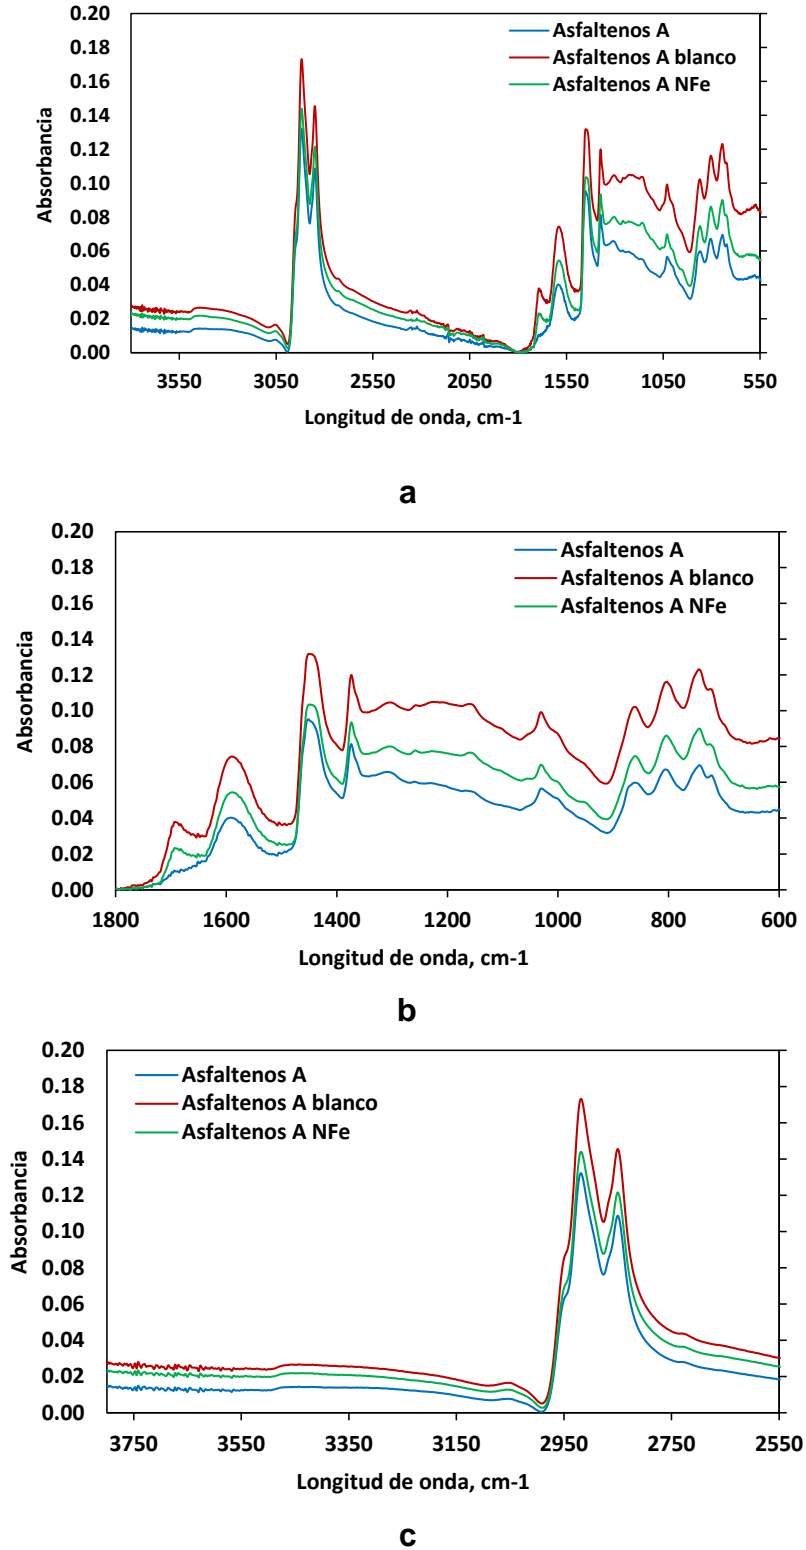 0.20
0.18
0.16
0.14
0.12
0.10
0.08
0.06
0.04
0.02
0.00
Absorbancia
Asfaltenos A
Asfaltenos A blanco
Asfaltenos A NFe
3550 3050 2550 2050 1550 1050 550
Longitud de onda, cm-1
a
0.20
0.18
0.16
0.14
0.12
0.10
0.08
0.06
0.04
0.02
0.00
Absorbancia
Asfaltenos A
Asfaltenos A blanco
Asfaltenos A NFe
1800 1600 1400 1200 1000 800 600
Longitud de onda, cm-1
b
0.20
0.18
0.16
0.14
0.12
0.10
0.08
0.06
0.04
0.02
0.00
Absorbancia
Asfaltenos A
Asfaltenos A blanco
Asfaltenos A NFe
3750 3550 3350 3150 2950 2750 2550
Longitud de onda, cm-1
c